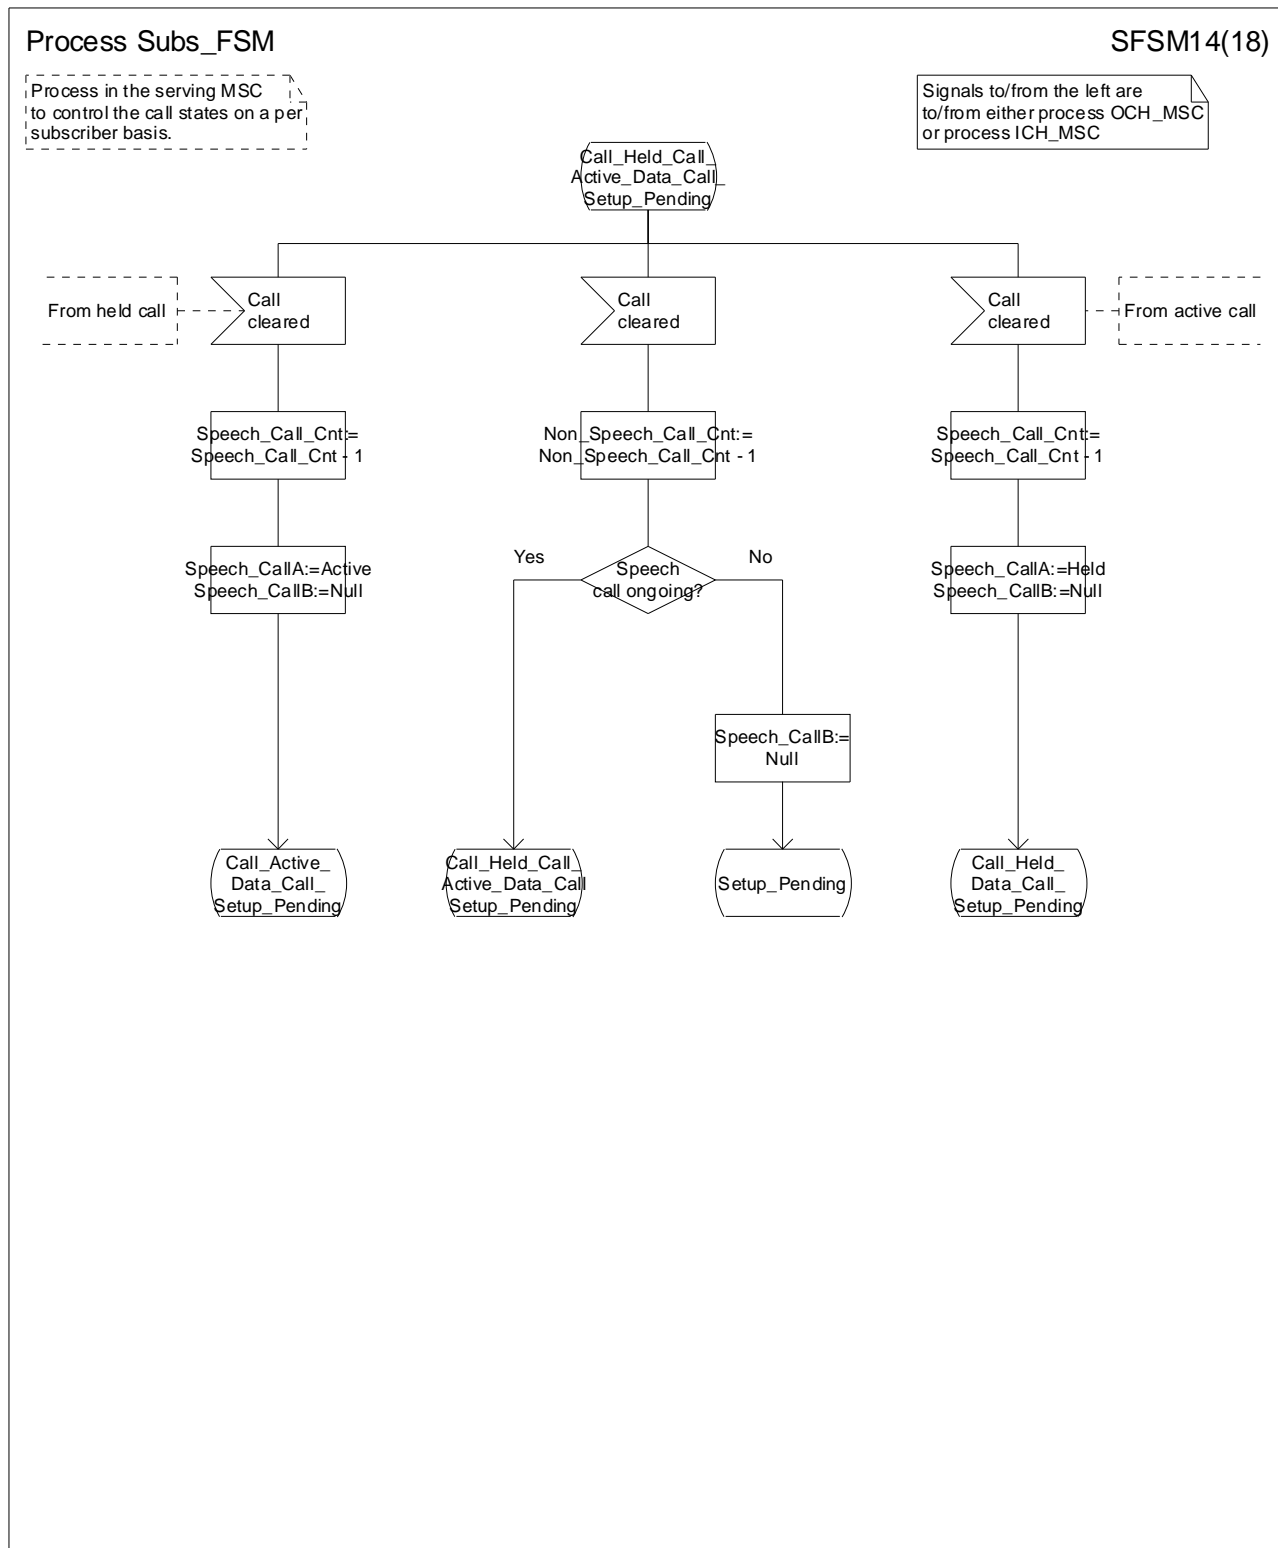 Process Subs_FSM
SFSM14(18)
Process in the serving MSC
to control the call states on a per
subscriber basis.
Signals to/from the left are
to/from either process OCH_MSC
or process ICH_MSC
Call_Held_Call_
Active_Data_Call_
Setup_Pending
From held call
Call
cleared
Call
cleared
Call
cleared
From active call
Speech_Call_Cnt:=
Speech_Call_Cnt - 1
Non_Speech_Call_Cnt:=
Non_Speech_Call_Cnt - 1
Speech_Call_Cnt:=
Speech_Call_Cnt - 1
Speech_CallA:=Active
Speech_CallB:=Null
Yes
Speech
call ongoing?
No
Speech_CallA:=Held
Speech_CallB:=Null
Speech_CallB:=
Null
Call_Active_
Data_Call_
Setup_Pending
Call_Held_Call_
Active_Data_Call
Setup_Pending
Setup_Pending
Call_Held_
Data_Call_
Setup_Pending